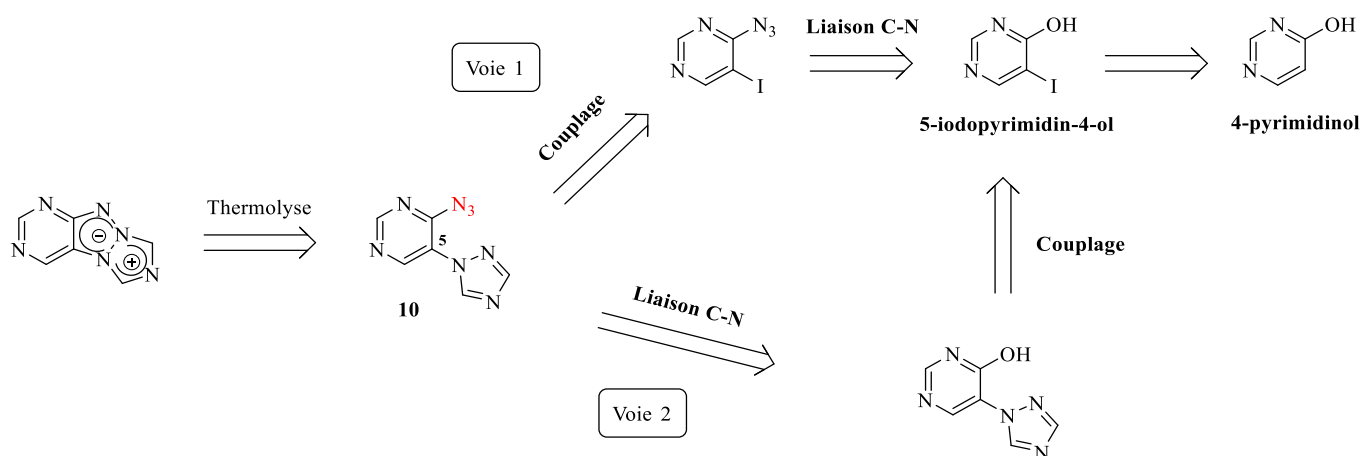 Voie 1
N
N₃
N
I
Liaison C-N
N
OH
N
I
N
OH
N
5-iodopyrimidin-4-ol
4-pyrimidinol
Couplage
N
N
N
N
N
N
⊖
⊕
Thermolyse
N
N₃
N
5
N
N
N
10
Couplage
Liaison C-N
Voie 2
N
OH
N
N
N
N